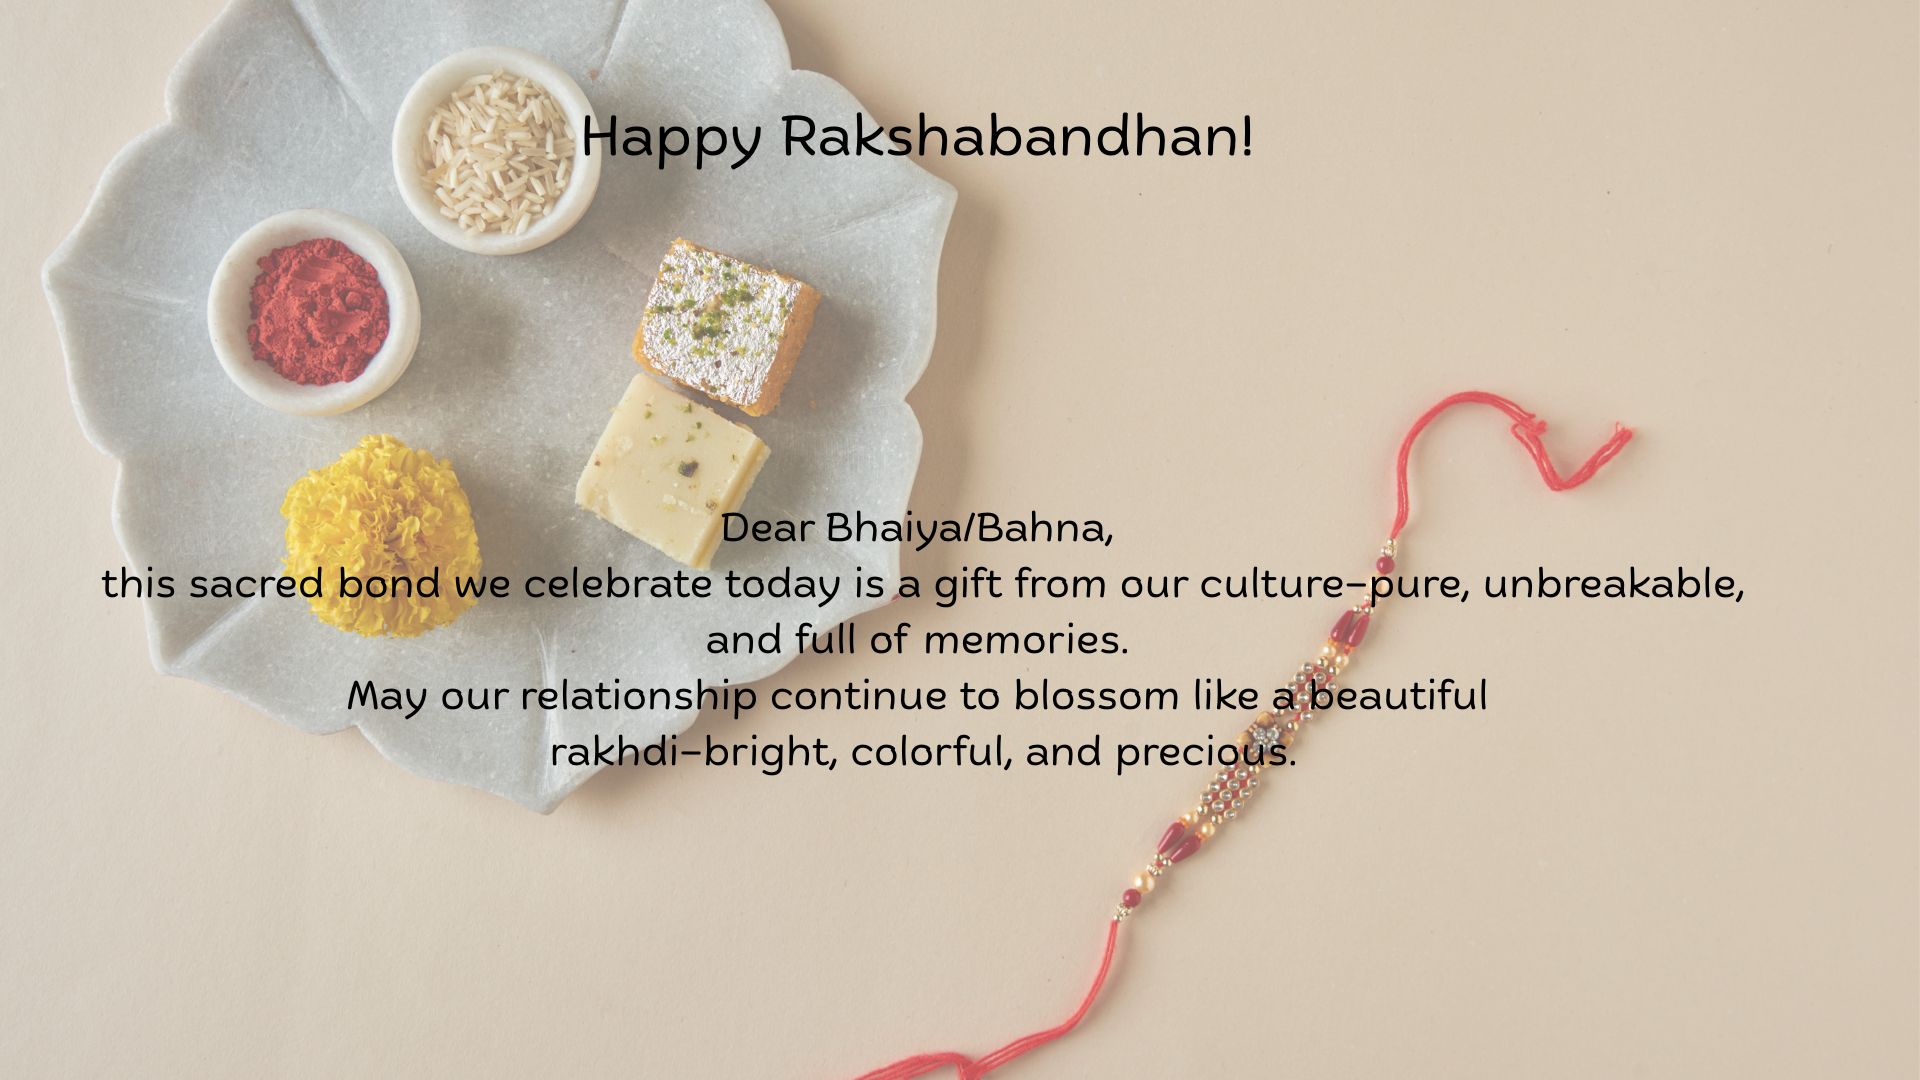 Happy Rakshabandhan!
Dear Bhaiya/Bahna,
this sacred bond we celebrate today is a gift from our culture–pure, unbreakable,
and full of memories.
May our relationship continue to blossom like a beautiful
rakhdi–bright, colorful, and precious.